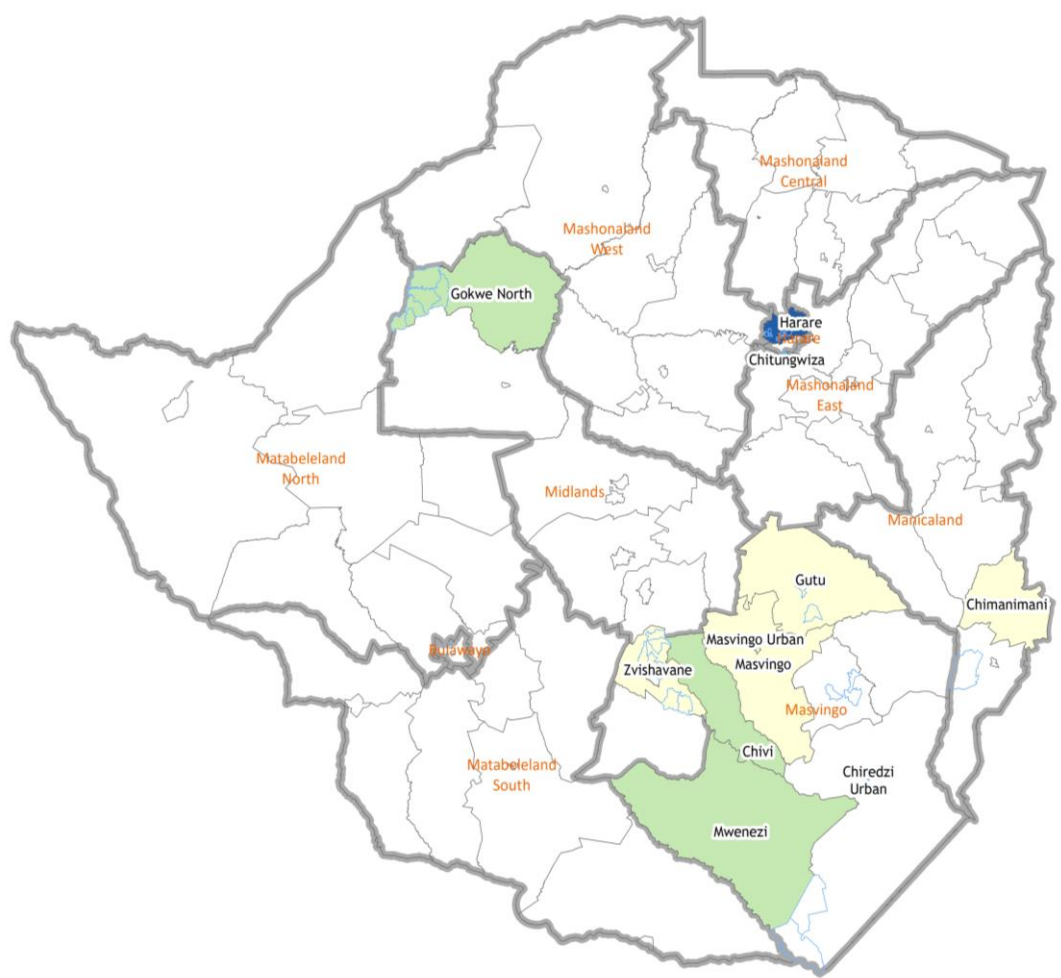 Mashonaland
Central
Mashonaland
West
Gokwe North
Harare
Harare
Chitungwiza
Mashonaland
East
Matabeleland
North
Midlands
Manicaland
Gutu
Chimanimani
Masvingo Urban
Bulawayo
Zvishavane
Masvingo
Masvingo
Chivi
Matabeleland
South
Chiredzi
Urban
Mwenezi